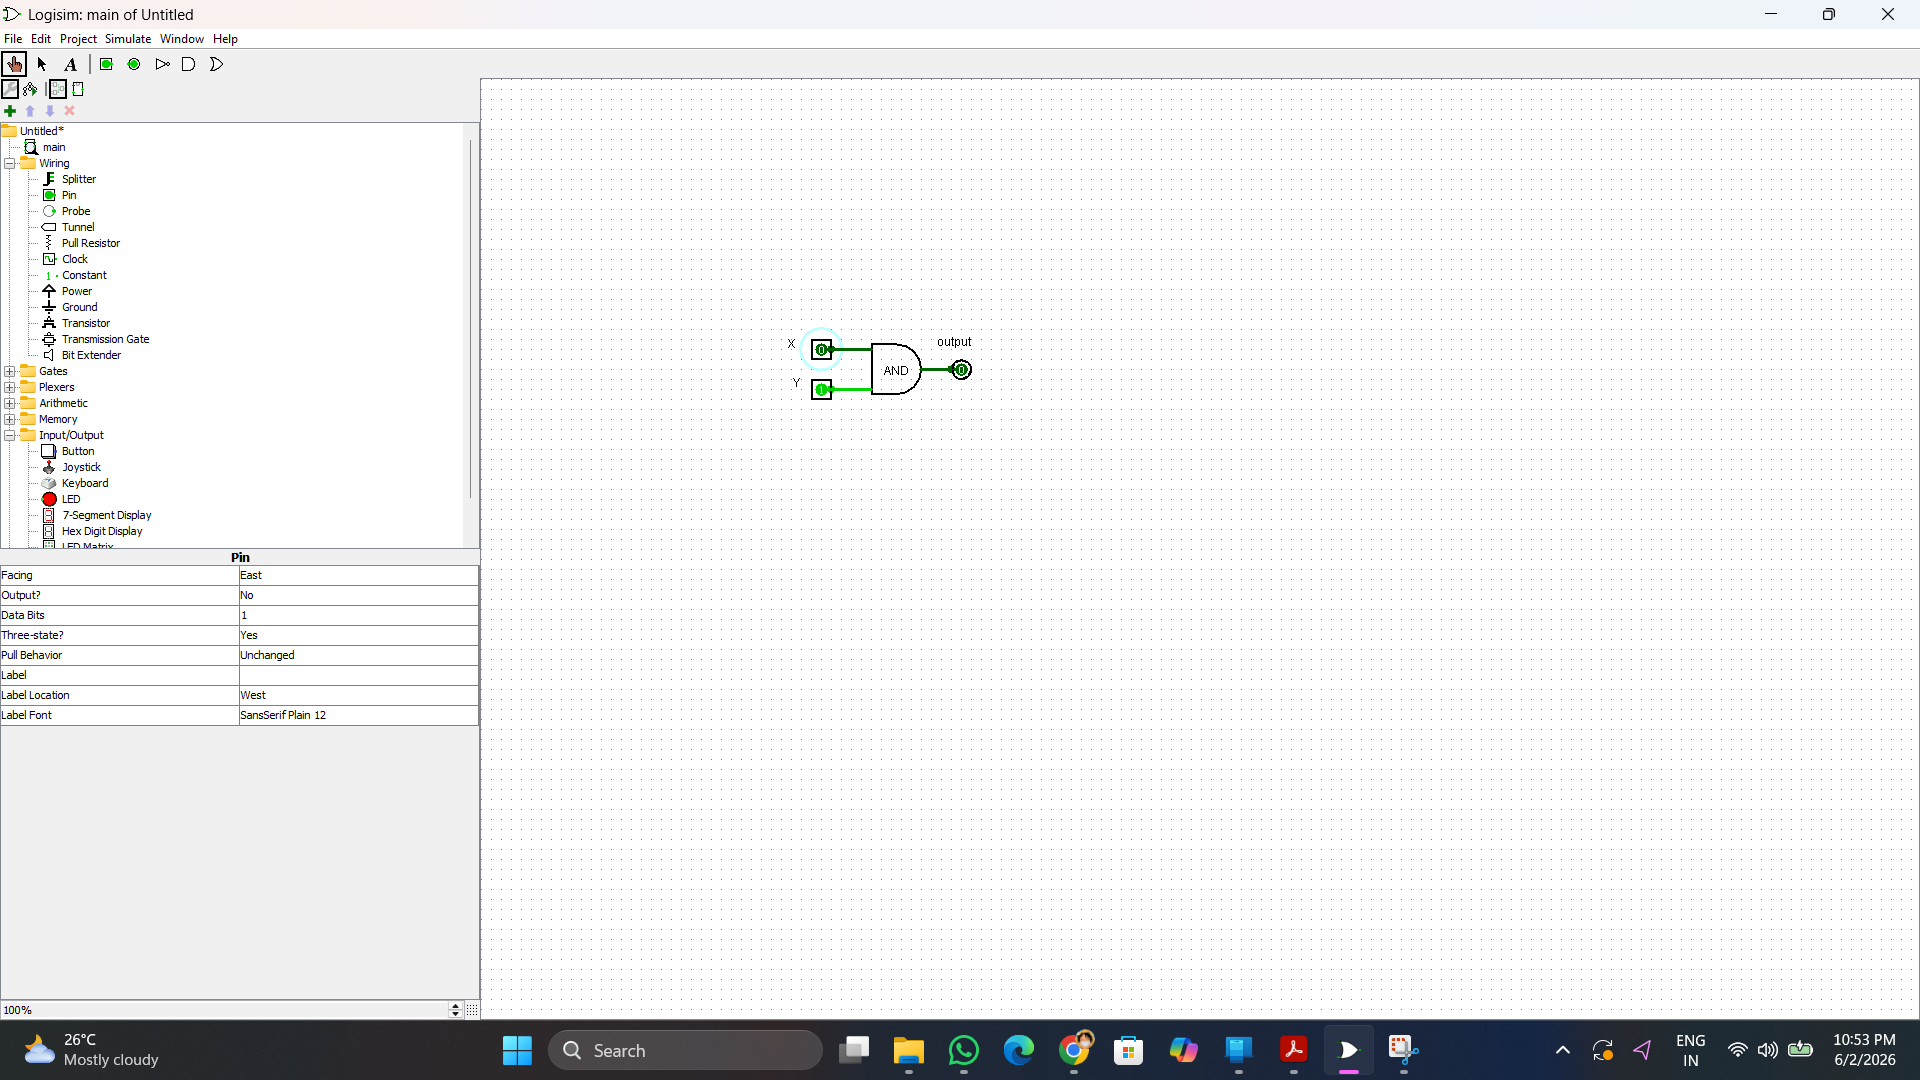 Logisim: main of Untitled
File Edit Project Simulate Window Help
A
Untitled*
main
Wiring
Splitter
Pin
Probe
Tunnel
Pull Resistor
Clock
1 Constant
Power
Ground
Transistor
Transmission Gate
Bit Extender
Gates
Plexers
Arithmetic
Memory
Input/Output
Button
Joystick
Keyboard
LED
7-Segment Display
Hex Digit Display
LED Matrix
Pin
Facing East
Output? No
Data Bits 1
Three-state? Yes
Pull Behavior Unchanged
Label
Label Location West
Label Font SansSerif Plain 12
100%
X 0
Y 1
AND
output
0
26°C
Mostly cloudy
Search
ENG
IN
10:53 PM
6/2/2026